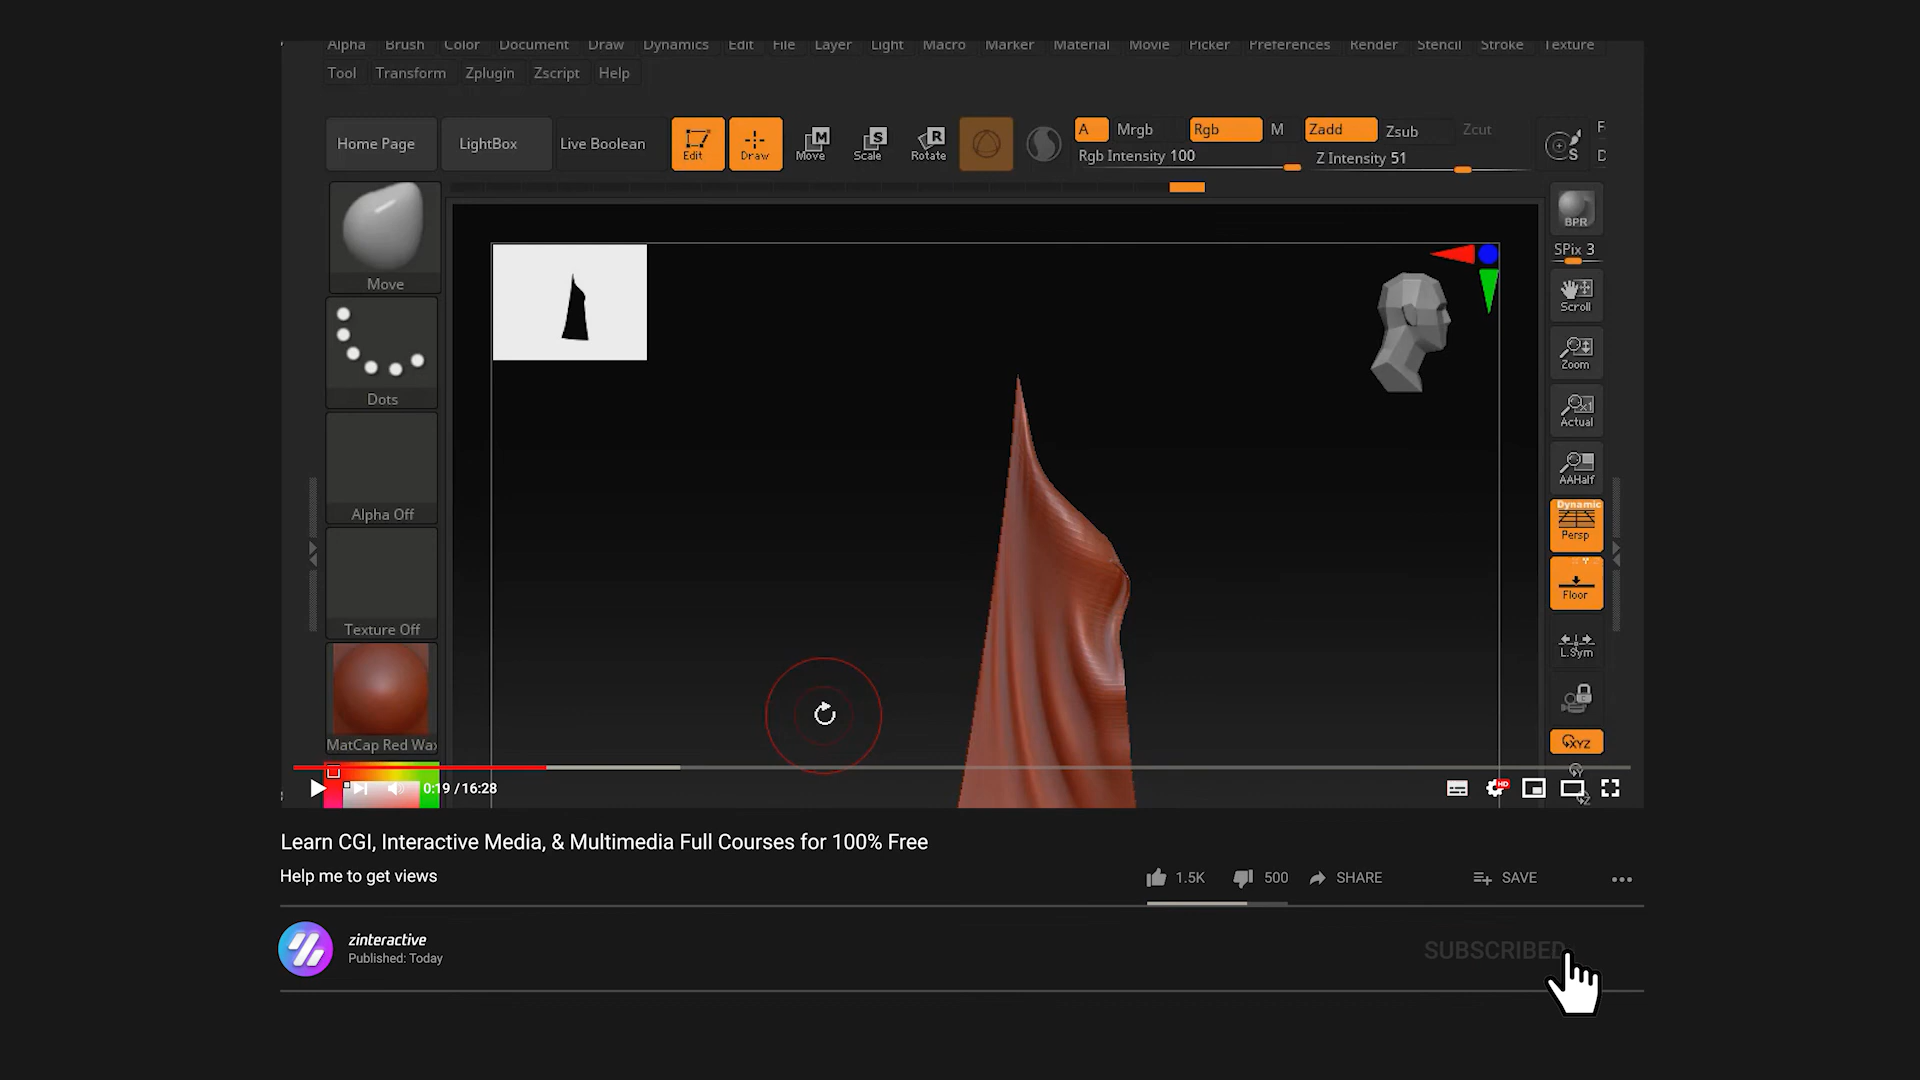 Alpha Brush Color Document Draw Dynamics Edit File Layer Light Macro Marker Material Movie Picker Preferences Render Stencil Stroke Texture
Tool Transform Zplugin Zscript Help
Home Page LightBox Live Boolean Edit Draw Move Scale Rotate A Mrgb Rgb M Zadd Zsub Zcut
M S R S
Rgb Intensity 100 Z Intensity 51
Move
Dots
Alpha Off
Texture Off
MatCap Red Wax
BPR
SPix 3
Scroll
Zoom
Actual
AAHalf
Dynamic
Persp
Floor
L.Sym
XYZ
0:19 / 16:28
HD
Learn CGI, Interactive Media, & Multimedia Full Courses for 100% Free
Help me to get views
1.5K 500 SHARE SAVE
zinteractive
Published: Today
SUBSCRIBED